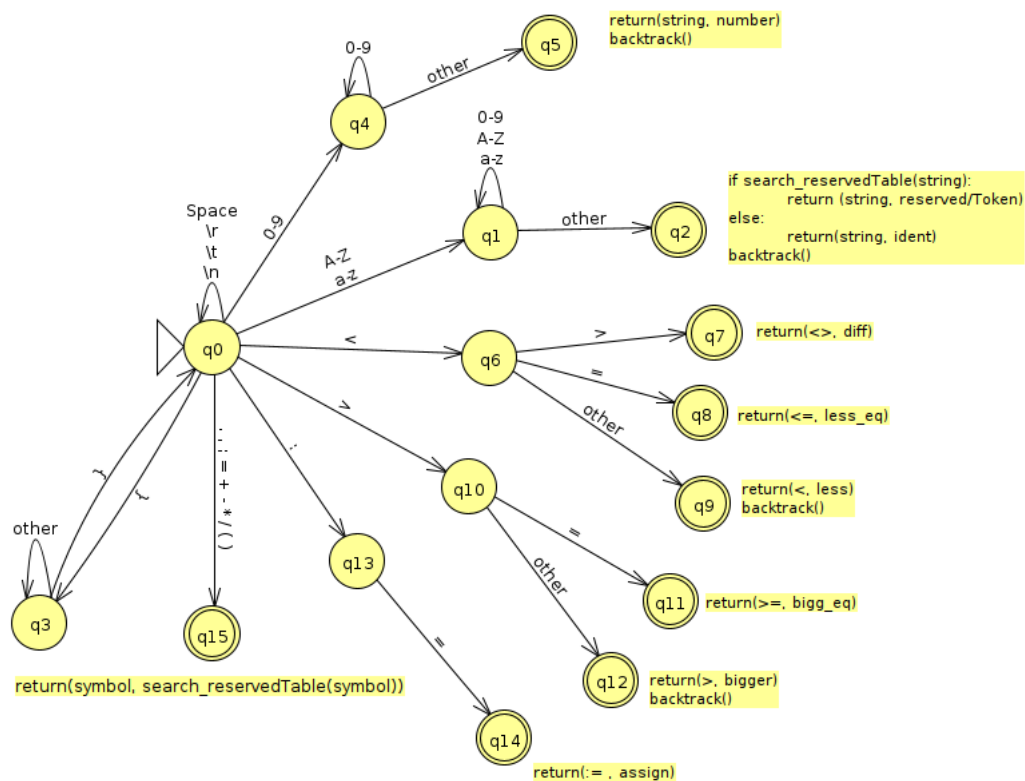 return(string, number)
backtrack()
0-9
q5
other
q4
0-9
A-Z
a-z
if search_reservedTable(string):
return (string, reserved/Token)
else:
return(string, ident)
backtrack()
Space
\r
\t
\n
0-9
q1
other
q2
A-Z
a-z
q0
<
q6
>
q7
return(<>, diff)
=
q8
return(<=, less_eq)
other
q9
return(<, less)
backtrack()
>
q10
=
q11
return(>=, bigg_eq)
other
q12
return(>, bigger)
backtrack()
:
q13
=
q14
return(:= , assign)
}
{
other
q3
= + - * / ( )
q15
return(symbol, search_reservedTable(symbol))